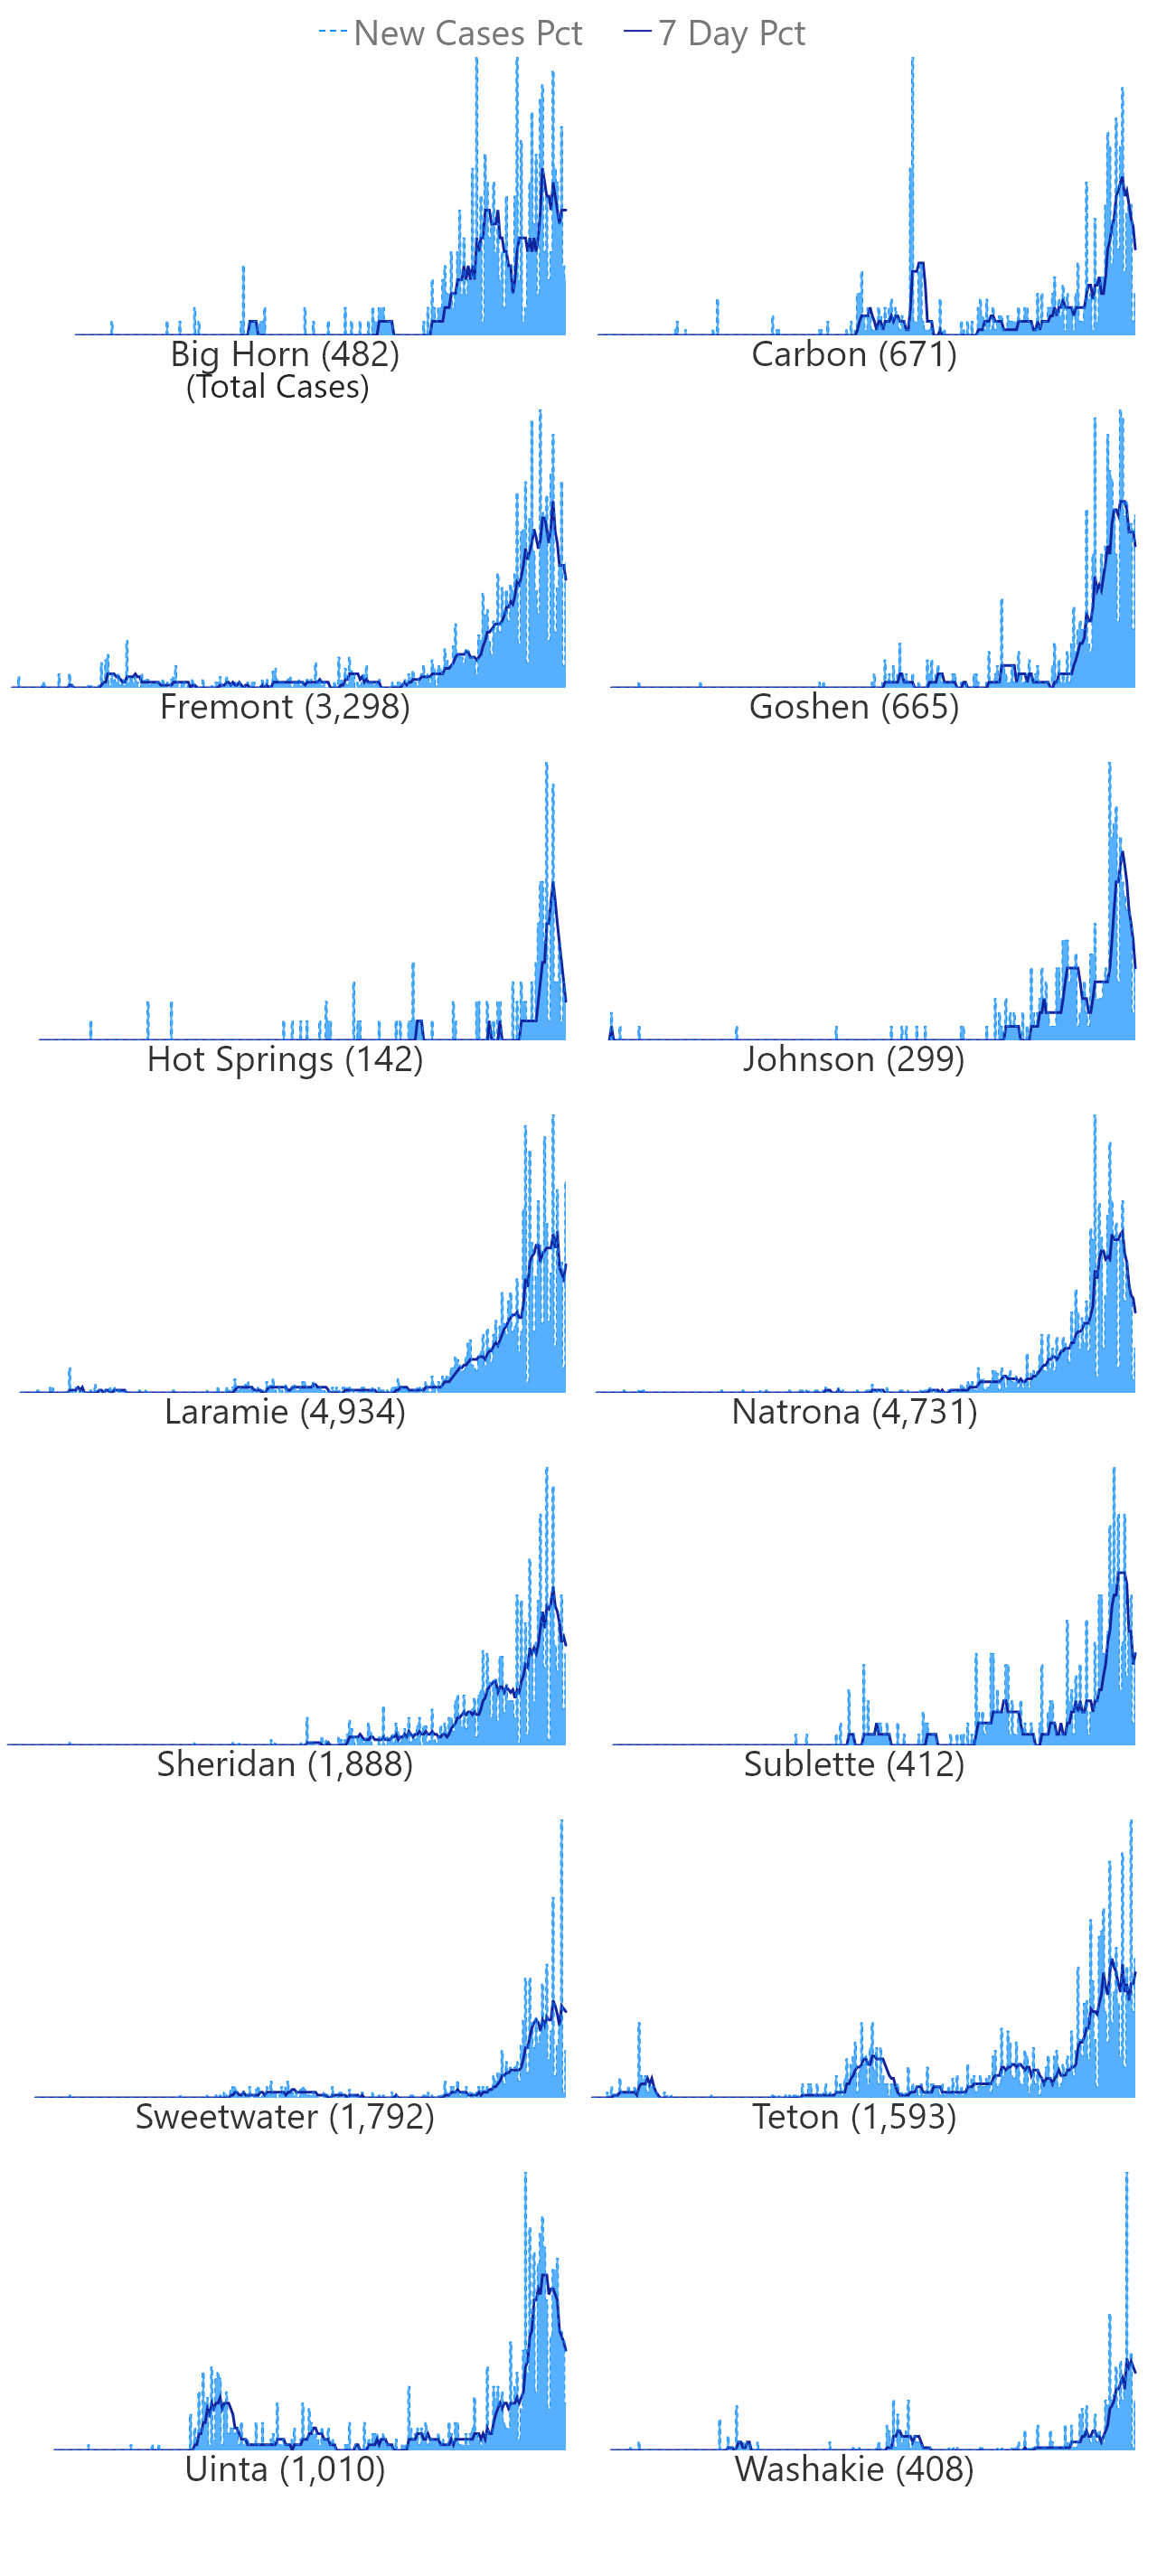 New Cases Pct 7 Day Pct
Big Horn (482) Carbon (671)
(Total Cases)
Fremont (3,298) Goshen (665)
Hot Springs (142) Johnson (299)
Laramie (4,934) Natrona (4,731)
Sheridan (1,888) Sublette (412)
Sweetwater (1,792) Teton (1,593)
Uinta (1,010) Washakie (408)